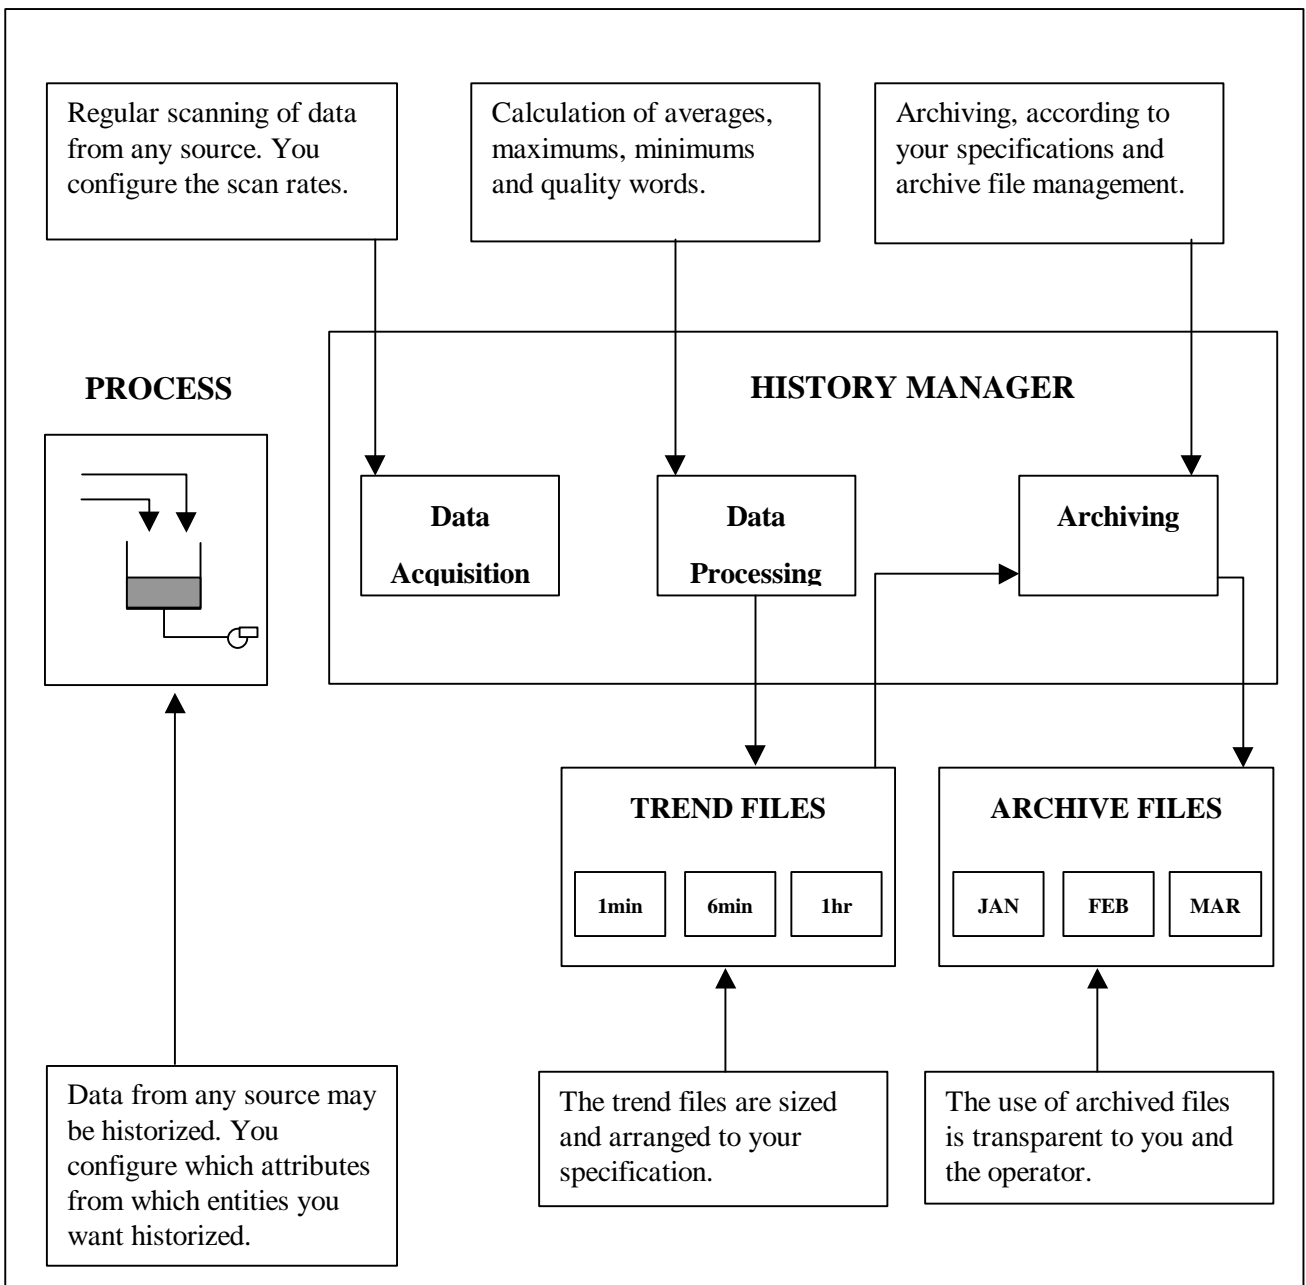 Regular scanning of data
from any source. You
configure the scan rates.
Calculation of averages,
maximums, minimums
and quality words.
Archiving, according to
your specifications and
archive file management.
PROCESS
HISTORY MANAGER
Data
Acquisition
Data
Processing
Archiving
TREND FILES
1min
6min
1hr
ARCHIVE FILES
JAN
FEB
MAR
Data from any source may
be historized. You
configure which attributes
from which entities you
want historized.
The trend files are sized
and arranged to your
specification.
The use of archived files
is transparent to you and
the operator.